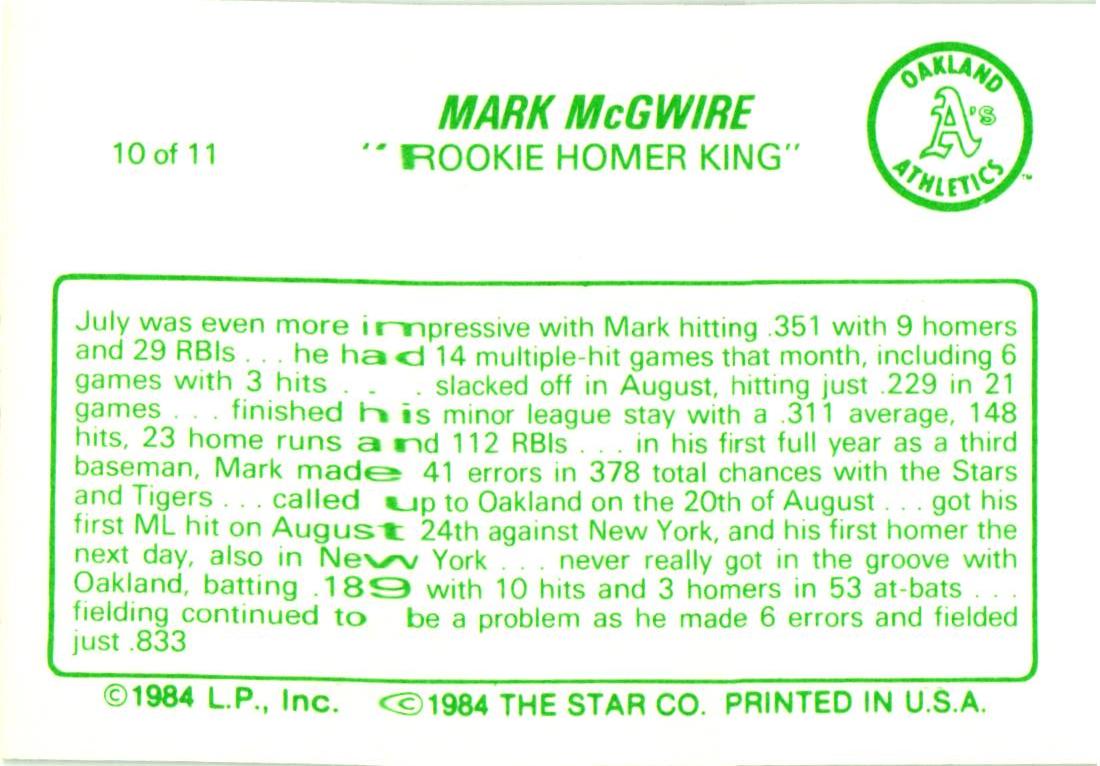 OAKLAND
A's
ATHLETICS
™
MARK McGWIRE
10 of 11
"ROOKIE HOMER KING"
July was even more impressive with Mark hitting .351 with 9 homers
and 29 RBIs . . . he had 14 multiple-hit games that month, including 6
games with 3 hits . . . slacked off in August, hitting just .229 in 21
games . . . finished his minor league stay with a .311 average, 148
hits, 23 home runs and 112 RBIs . . . in his first full year as a third
baseman, Mark made 41 errors in 378 total chances with the Stars
and Tigers . . . called up to Oakland on the 20th of August . . . got his
first ML hit on August 24th against New York, and his first homer the
next day, also in New York . . . never really got in the groove with
Oakland, batting .189 with 10 hits and 3 homers in 53 at-bats . . .
fielding continued to be a problem as he made 6 errors and fielded
just .833
©1984 L.P., Inc. ©1984 THE STAR CO. PRINTED IN U.S.A.